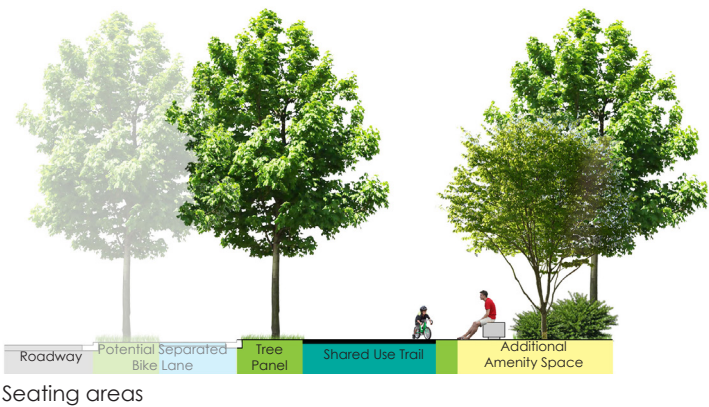 Roadway
Potential Separated
Bike Lane
Tree
Panel
Shared Use Trail
Additional
Amenity Space
Seating areas